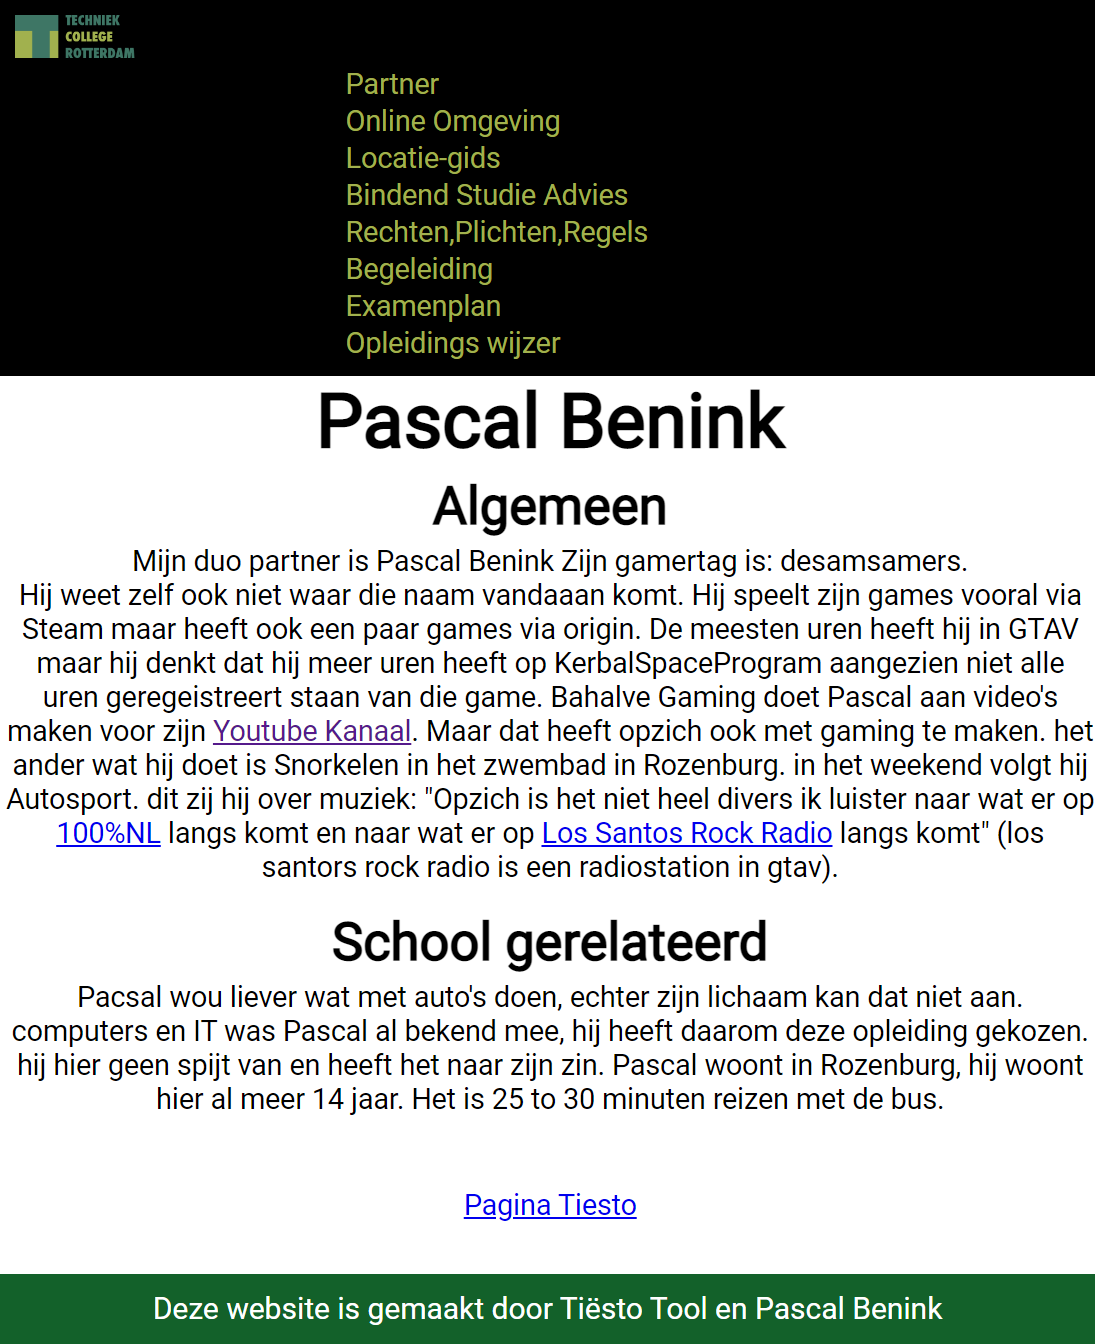 TECHNIEK
COLLEGE
ROTTERDAM
Partner
Online Omgeving
Locatie-gids
Bindend Studie Advies
Rechten,Plichten,Regels
Begeleiding
Examenplan
Opleidings wijzer
Pascal Benink
Algemeen
Mijn duo partner is Pascal Benink Zijn gamertag is: desamsamers.
Hij weet zelf ook niet waar die naam vandaaan komt. Hij speelt zijn games vooral via
Steam maar heeft ook een paar games via origin. De meesten uren heeft hij in GTAV
maar hij denkt dat hij meer uren heeft op KerbalSpaceProgram aangezien niet alle
uren geregeistreert staan van die game. Bahalve Gaming doet Pascal aan video's
maken voor zijn Youtube Kanaal. Maar dat heeft opzich ook met gaming te maken. het
ander wat hij doet is Snorkelen in het zwembad in Rozenburg. in het weekend volgt hij
Autosport. dit zij hij over muziek: "Opzich is het niet heel divers ik luister naar wat er op
100%NL langs komt en naar wat er op Los Santos Rock Radio langs komt" (los
santors rock radio is een radiostation in gtav).
School gerelateerd
Pacsal wou liever wat met auto's doen, echter zijn lichaam kan dat niet aan.
computers en IT was Pascal al bekend mee, hij heeft daarom deze opleiding gekozen.
hij hier geen spijt van en heeft het naar zijn zin. Pascal woont in Rozenburg, hij woont
hier al meer 14 jaar. Het is 25 to 30 minuten reizen met de bus.
Pagina Tiesto
Deze website is gemaakt door Tiësto Tool en Pascal Benink